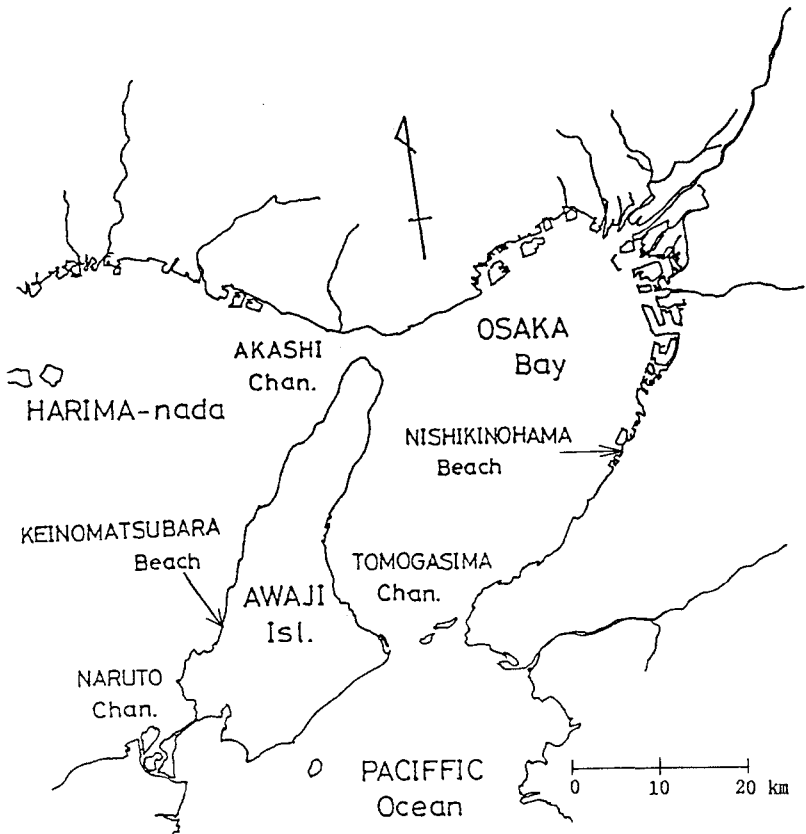 AKASHI
Chan.
OSAKA
Bay
HARIMA-nada
NISHIKINOHAMA
Beach
KEINOMATSUBARA
Beach
TOMOGASIMA
Chan.
AWAJI
Isl.
NARUTO
Chan.
PACIFFIC
Ocean
0 10 20 km